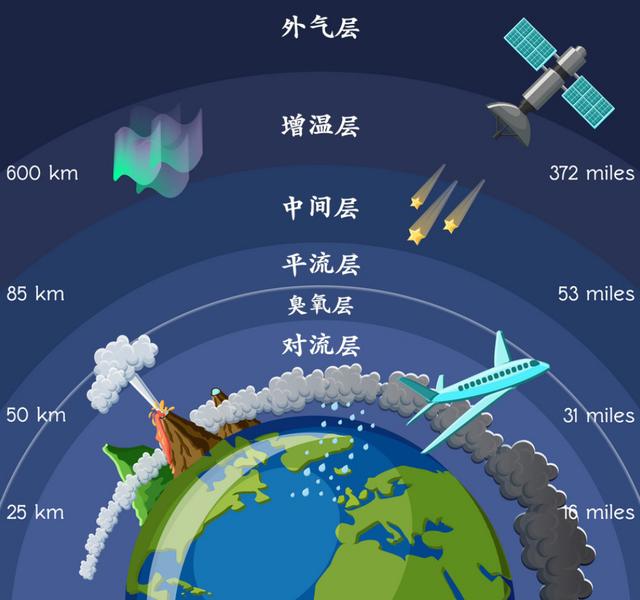 外气层
增温层
600 km
372 miles
中间层
平流层
85 km
53 miles
臭氧层
对流层
50 km
31 miles
25 km
16 miles